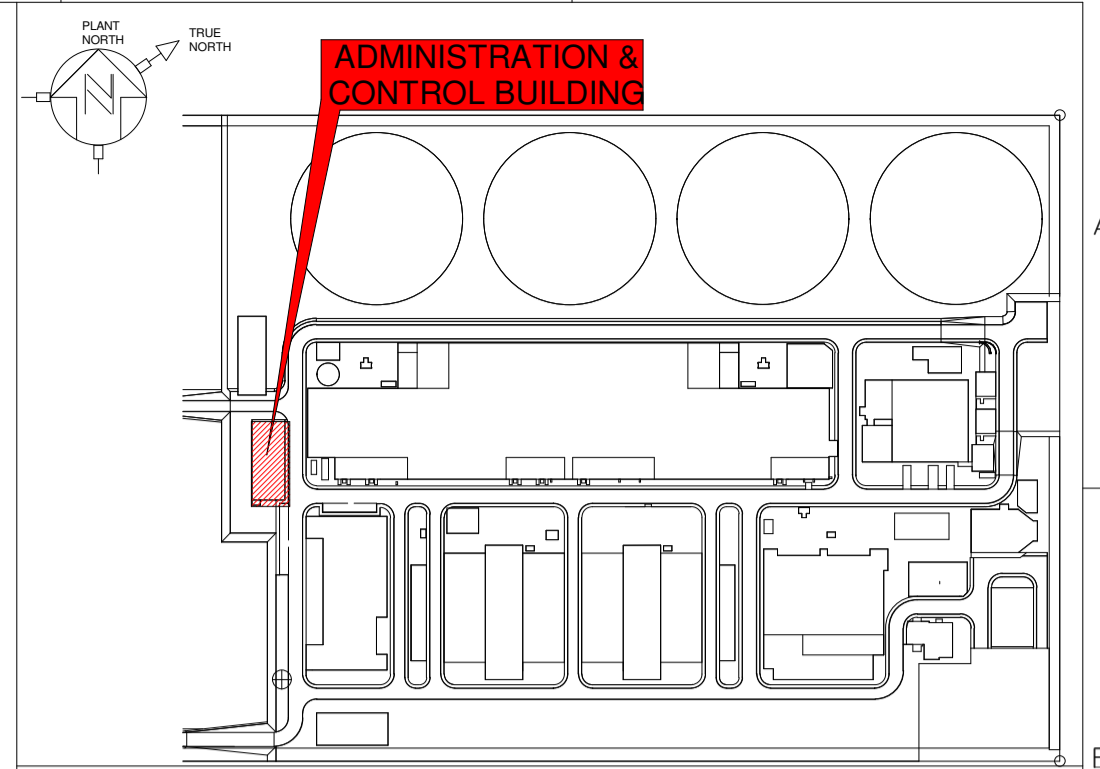 PLANT
NORTH
TRUE
NORTH
N
ADMINISTRATION &
CONTROL BUILDING
A